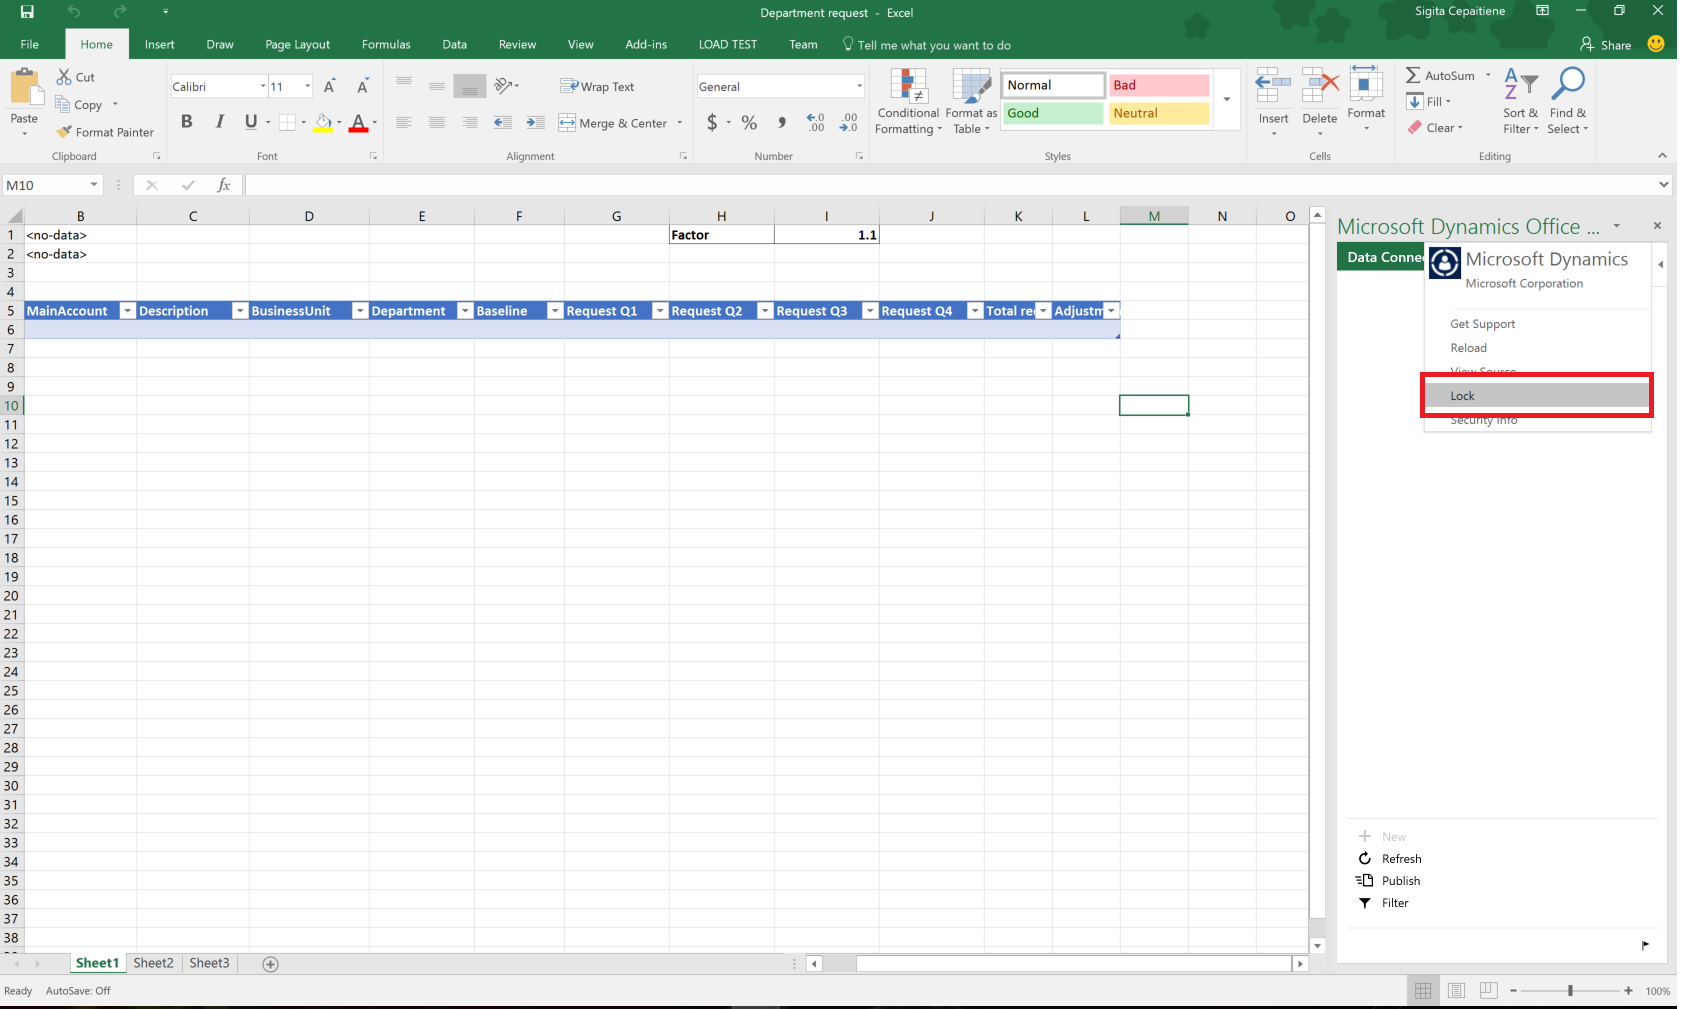 Department request - Excel
Sigita Cepaitiene
File Home Insert Draw Page Layout Formulas Data Review View Add-ins LOAD TEST Team Tell me what you want to do
Share
Paste
Cut
Copy
Format Painter
Clipboard
Calibri 11
B I U
Font
Wrap Text
Merge & Center
Alignment
General
$ % , .00 .0
Number
Conditional Formatting
Format as Table
Normal Bad
Good Neutral
Styles
Insert Delete Format
Cells
AutoSum
Fill
Clear
Sort & Filter
Find & Select
Editing
M10
fx
B C D E F G H I J K L M N O
1 <no-data> Factor 1.1
2 <no-data>
3
4
5 MainAccount Description BusinessUnit Department Baseline Request Q1 Request Q2 Request Q3 Request Q4 Total re Adjustm
6
7
8
9
10
11
12
13
14
15
16
17
18
19
20
21
22
23
24
25
26
27
28
29
30
31
32
33
34
35
36
37
38
Microsoft Dynamics Office ...
Data Connec
Microsoft Dynamics
Microsoft Corporation
Get Support
Reload
View Source
Lock
Security Info
New
Refresh
Publish
Filter
Sheet1 Sheet2 Sheet3
Ready AutoSave: Off
100%